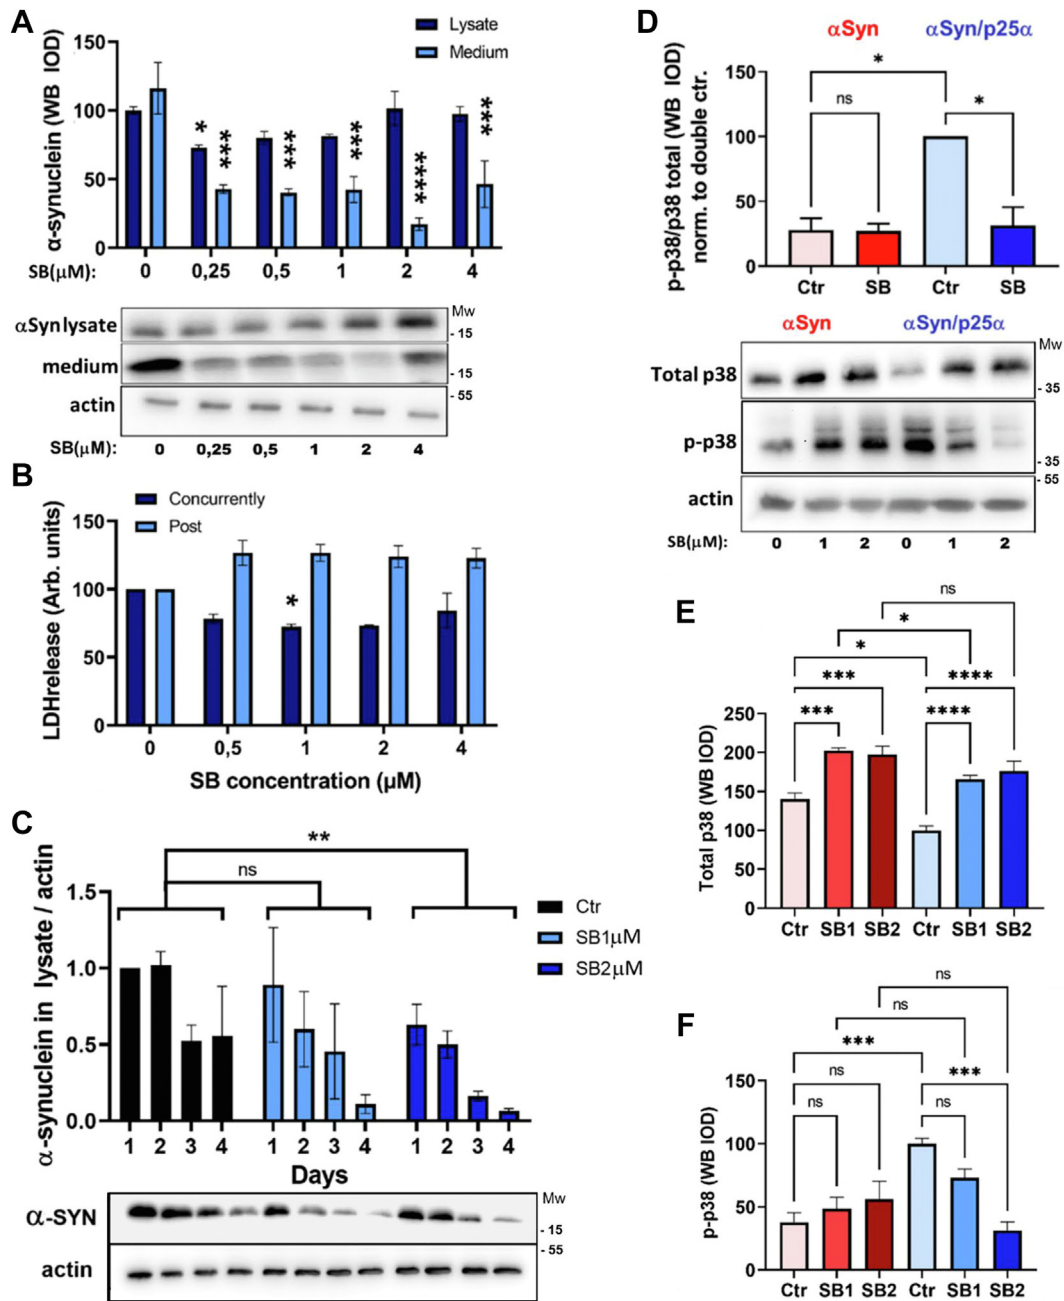 A
α-synuclein (WB IOD)
150
100
50
0
Lysate
Medium
*
***
***
***
****
***
SB(μM): 0 0,25 0,5 1 2 4
αSyn lysate
Mw
- 15
medium
- 15
- 55
actin
SB(μM): 0 0,25 0,5 1 2 4
B
LDHrelease (Arb. units)
Concurrently
Post
150
100
50
0
*
0 0,5 1 2 4
SB concentration (μM)
C
α-synuclein in lysate / actin
**
ns
1.5
1.0
0.5
0.0
Ctr
SB1μM
SB2μM
1 2 3 4 1 2 3 4 1 2 3 4
Days
α-SYN
Mw
- 15
- 55
actin
D
αSyn αSyn/p25α
p-p38/p38 total (WB IOD)
norm. to double ctr.
150
100
50
0
*
ns
*
Ctr SB Ctr SB
αSyn αSyn/p25α
Mw
Total p38
- 35
p-p38
- 35
- 55
actin
SB(μM): 0 1 2 0 1 2
E
ns
*
*
*** ****
*** ****
Total p38 (WB IOD)
250
200
150
100
50
0
Ctr SB1 SB2 Ctr SB1 SB2
F
ns
ns
***
ns ***
ns ns
p-p38 (WB IOD)
150
100
50
0
Ctr SB1 SB2 Ctr SB1 SB2